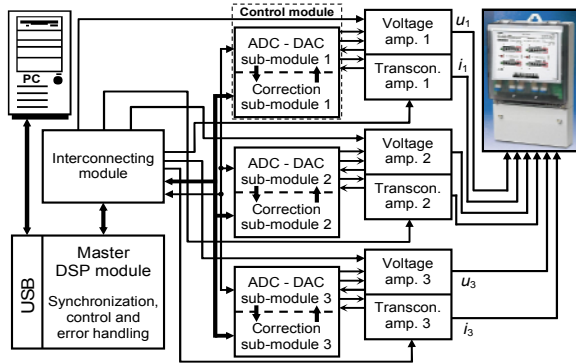 Control module
PC
ADC - DAC
sub-module 1
Correction
sub-module 1
Voltage
amp. 1
Transcon.
amp. 1
u1
i1
Interconnecting
module
ADC - DAC
sub-module 2
Correction
sub-module 2
Voltage
amp. 2
Transcon.
amp. 2
USB
Master
DSP module
Synchronization,
control and
error handling
ADC - DAC
sub-module 3
Correction
sub-module 3
Voltage
amp. 3
Transcon.
amp. 3
u3
i3